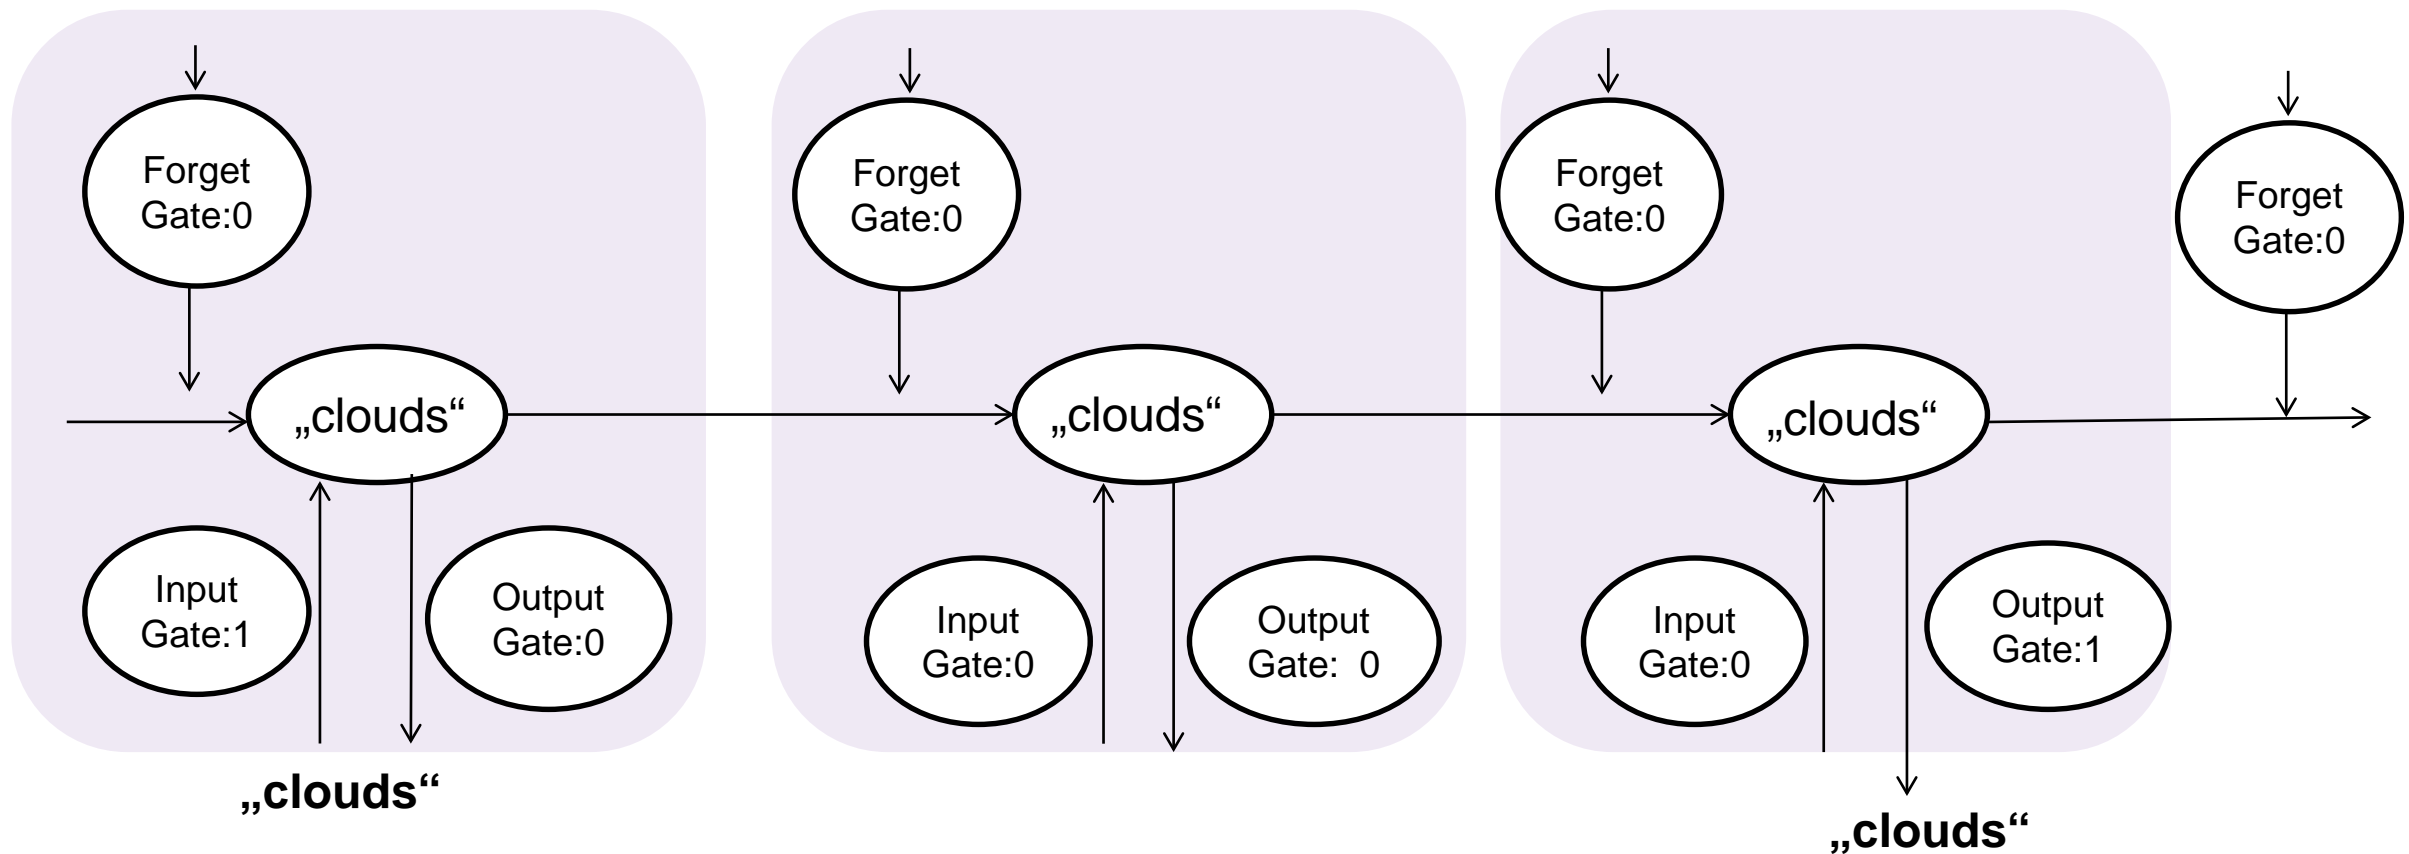 Forget
Gate:0
Forget
Gate:0
Forget
Gate:0
Forget
Gate:0
„clouds“
„clouds“
„clouds“
Input
Gate:1
Output
Gate:0
Input
Gate:0
Output
Gate: 0
Input
Gate:0
Output
Gate:1
„clouds“
„clouds“